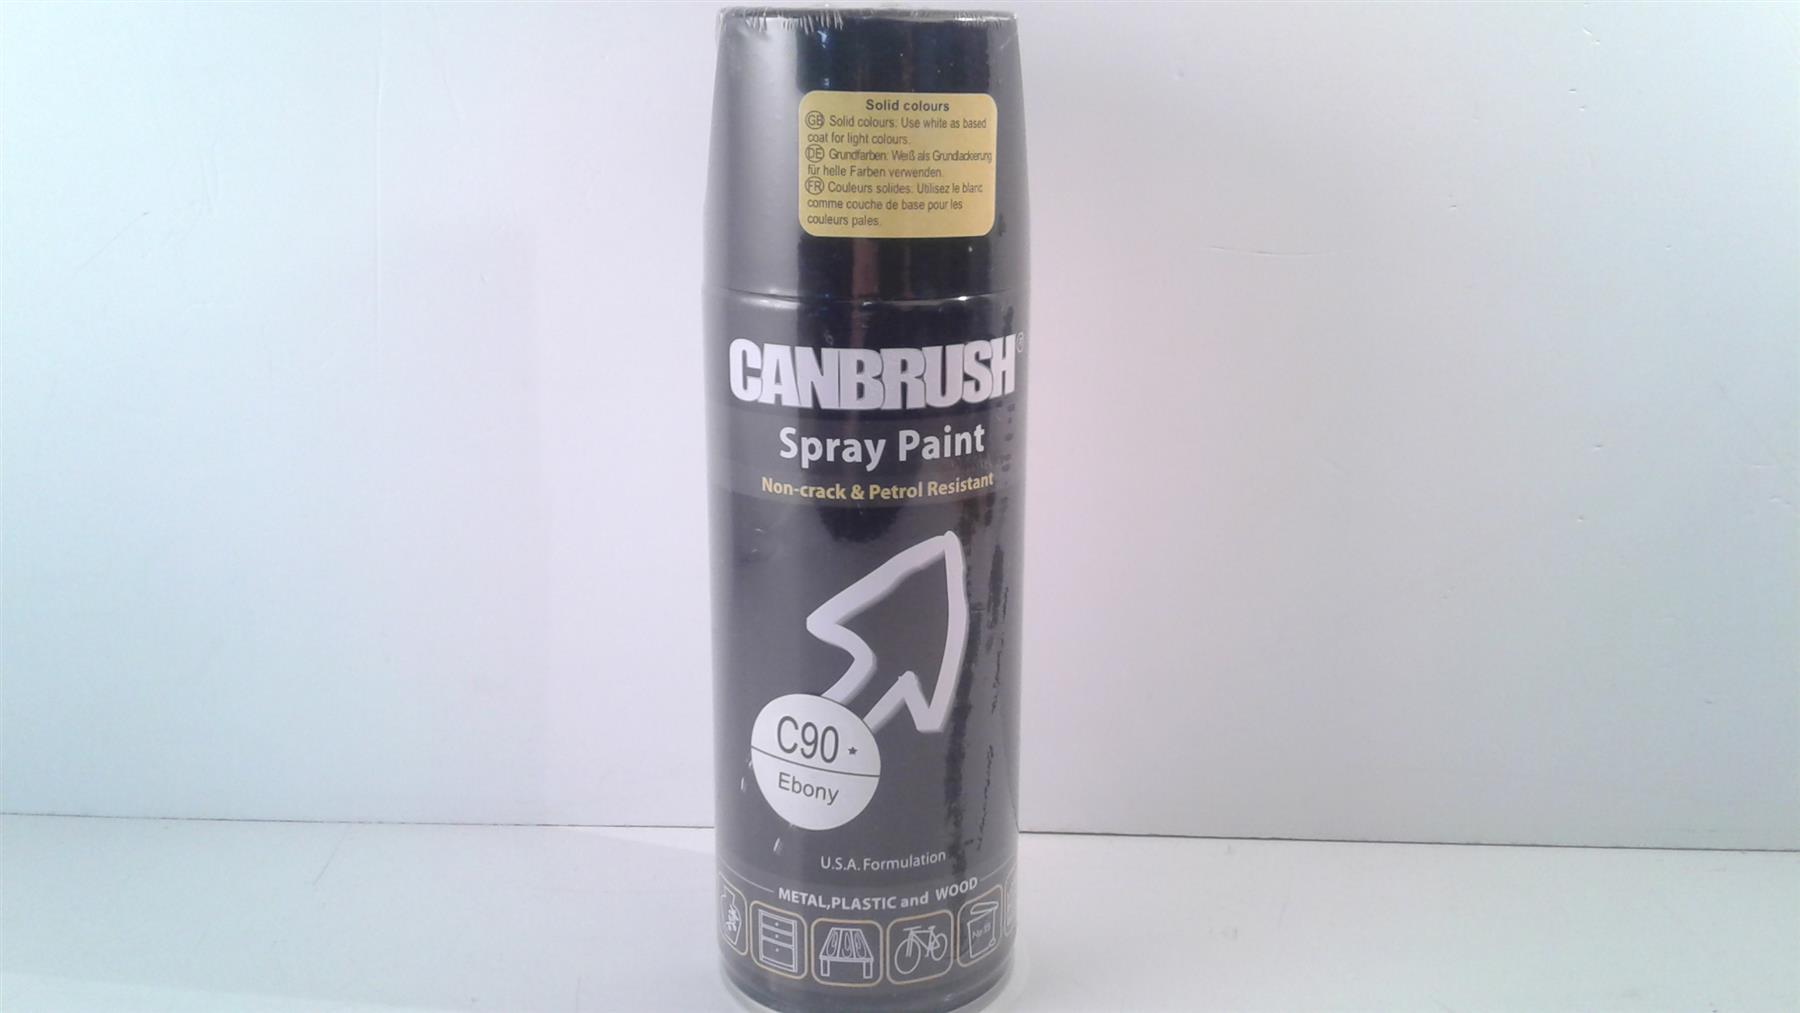 Solid colours
GB Solid colours: Use white as based
coat for light colours.
DE Grundfarben: Weiß als Grundlackierung
für helle Farben verwenden.
FR Couleurs solides: Utilisez le blanc
comme couche de base pour les
couleurs pales.
CANBRUSH®
Spray Paint
Non-crack & Petrol Resistant
C90 *
Ebony
U.S.A. Formulation
METAL,PLASTIC and WOOD